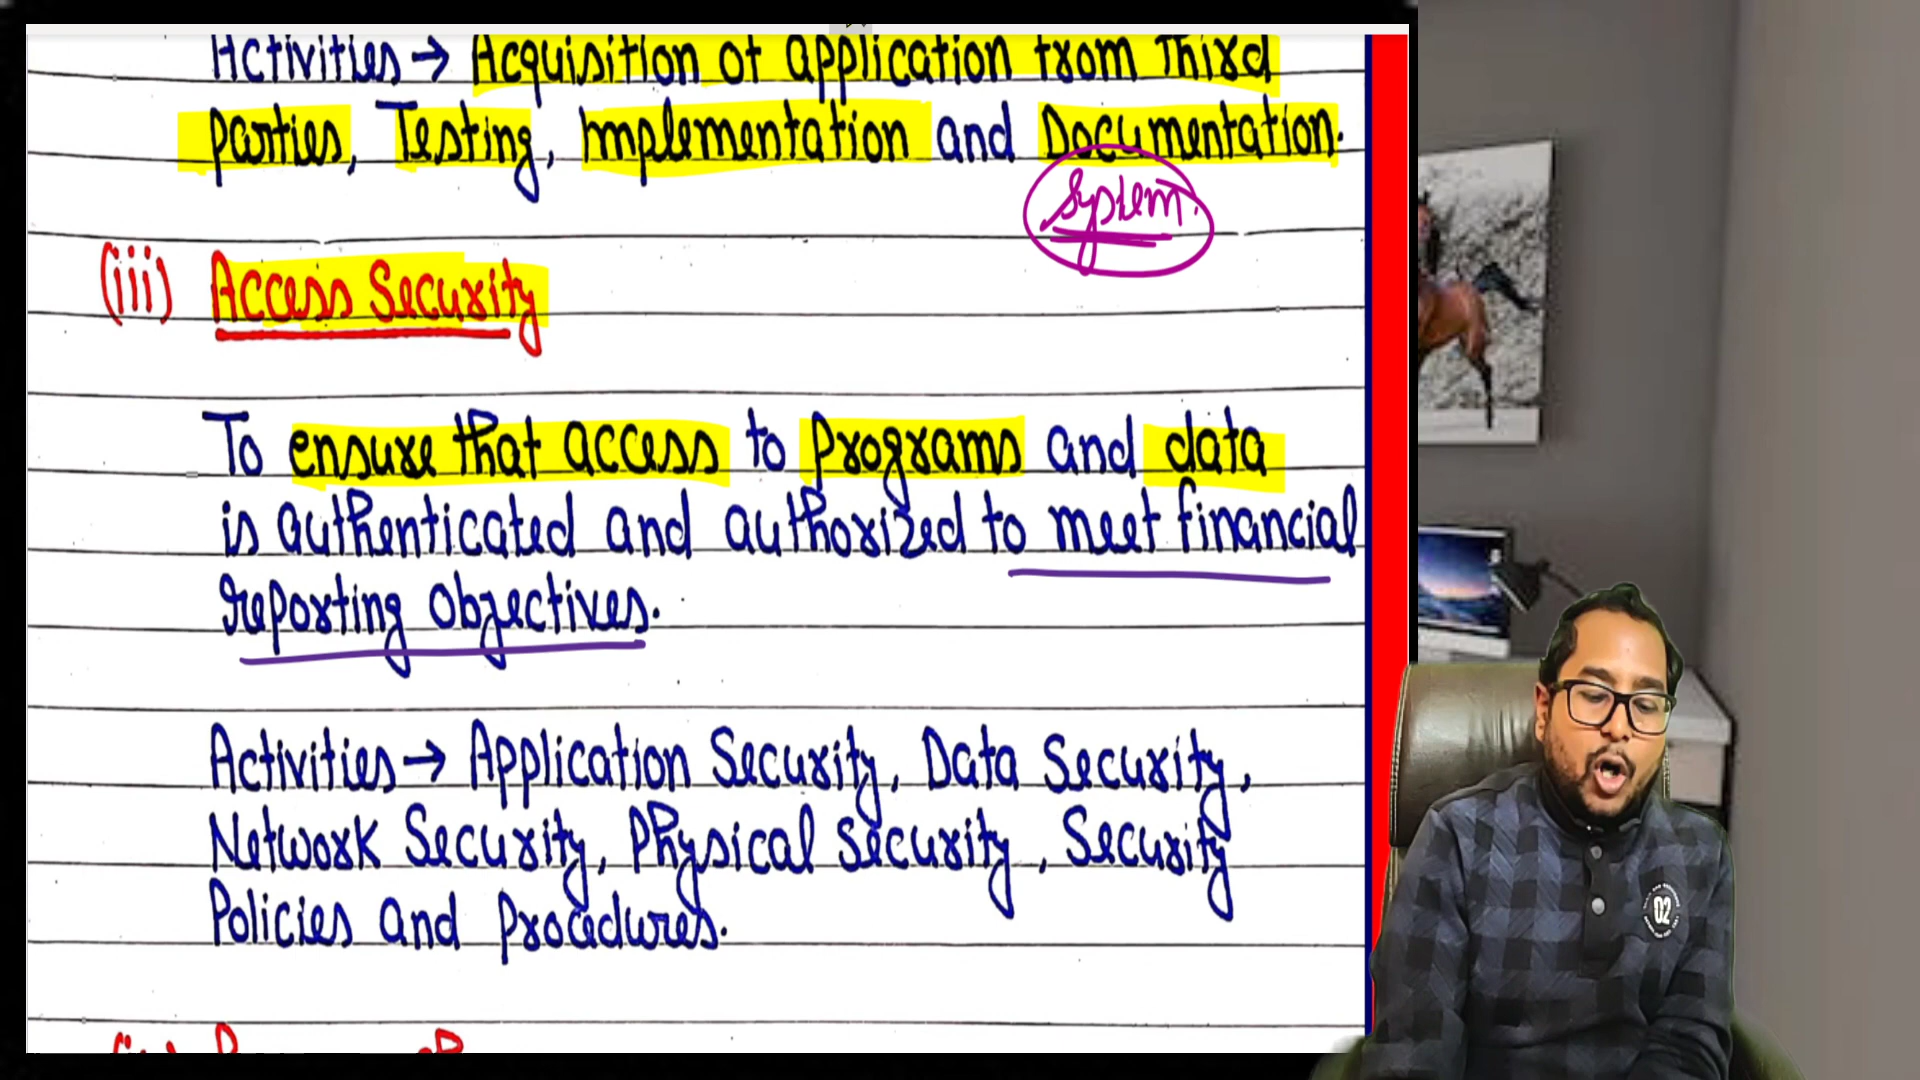 Activities → Acquisition of application from third
parties, Testing, Implementation and Documentation.
System
(iii) Access Security
To ensure that access to programs and data
is authenticated and authorized to meet financial
reporting objectives.
Activities → Application Security, Data Security,
Network Security, Physical Security, Security
Policies and Procedures.
02